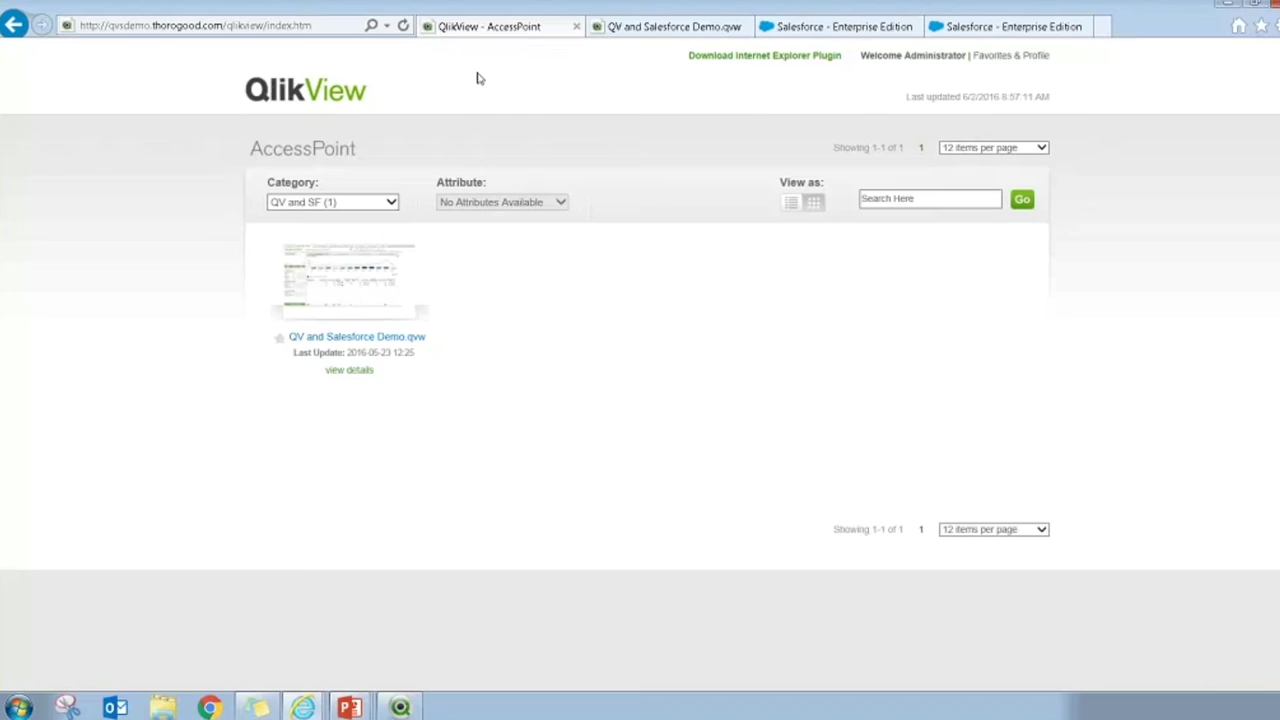 http://qvsdemo.thorogood.com/qlikview/index.htm
QlikView - AccessPoint
QV and Salesforce Demo.qvw
Salesforce - Enterprise Edition
Salesforce - Enterprise Edition
Download Internet Explorer Plugin
Welcome Administrator | Favorites & Profile
QlikView
Last updated 6/2/2016 8:57:11 AM
AccessPoint
Showing 1-1 of 1
1
12 items per page
Category:
Attribute:
View as:
QV and SF (1)
No Attributes Available
Search Here
Go
QV and Salesforce Demo.qvw
Last Update: 2016-05-23 12:25
view details
Showing 1-1 of 1
1
12 items per page